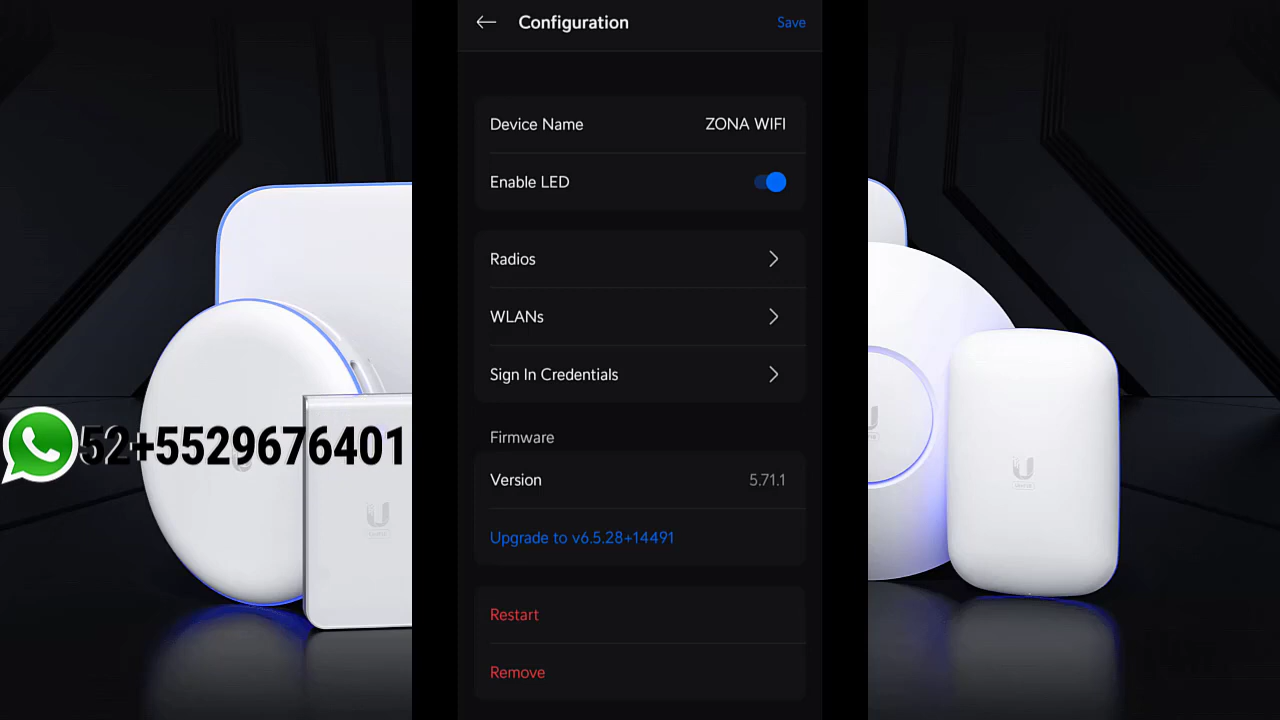 Configuration
Save
Device Name
ZONA WIFI
Enable LED
Radios
WLANs
Sign In Credentials
52+5529676401
Firmware
Version
5.71.1
Upgrade to v6.5.28+14491
Restart
Remove